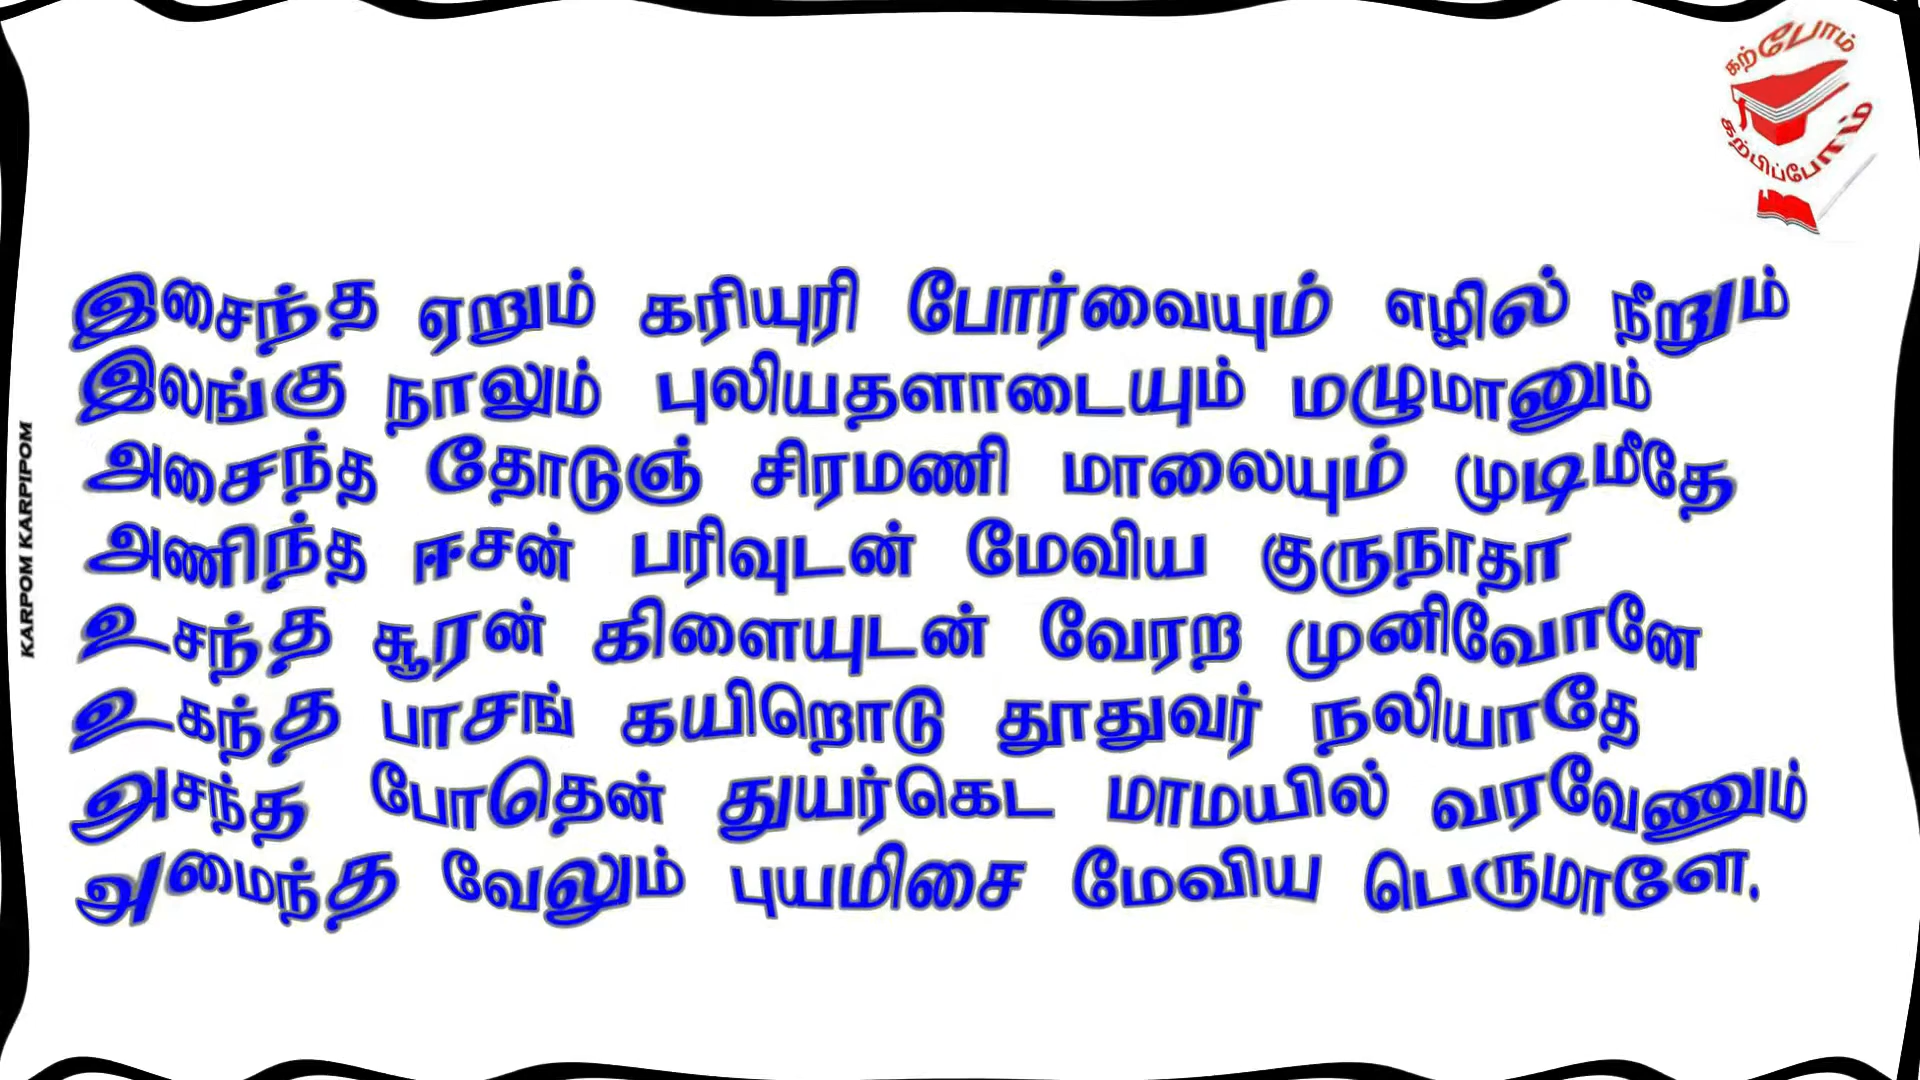 கற்போம்
கற்பிப்போம்
KARPOM KARPIPOM
இசைந்த ஏறும் கரியுரி போர்வையும் எழில் நீறும்
இலங்கு நாலும் புலியதளாடையும் மழுமானும்
அசைந்த தோடுஞ் சிரமணி மாலையும் முடிமீதே
அணிந்த ஈசன் பரிவுடன் மேவிய குருநாதா
உசந்த சூரன் கிளையுடன் வேரற முனிவோனே
உகந்த பாசங் கயிறொடு தூதுவர் நலியாதே
அசந்த போதென் துயர்கெட மாமயில் வரவேணும்
அமைந்த வேலும் புயமிசை மேவிய பெருமாளே.